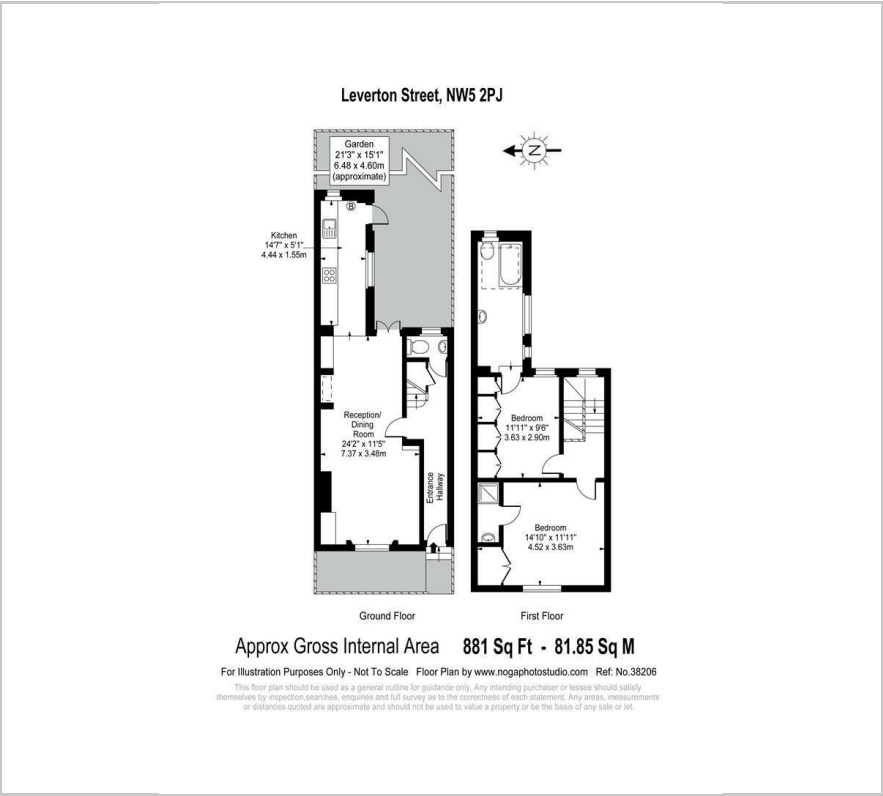 Leverton Street, NW5 2PJ
Garden
21'3" x 15'1"
6.48 x 4.60m
(approximate)
N
B
Kitchen
14'7" x 5'1"
4.44 x 1.55m
Reception/
Dining
Room
24'2" x 11'5"
7.37 x 3.48m
Entrance
Hallway
Bedroom
11'11" x 9'6"
3.63 x 2.90m
Bedroom
14'10" x 11'11"
4.52 x 3.63m
Ground Floor
First Floor
Approx Gross Internal Area 881 Sq Ft - 81.85 Sq M
For Illustration Purposes Only - Not To Scale Floor Plan by www.nogaphotostudio.com Ref: No.38206
This floor plan should be used as a general outline for guidance only. Any intending purchaser or lessee should satisfy
themselves by inspection,searches, enquiries and full survey as to the correctness of each statement. Any areas, measurements
or distances quoted are approximate and should not be used to value a property or be the basis of any sale or let.